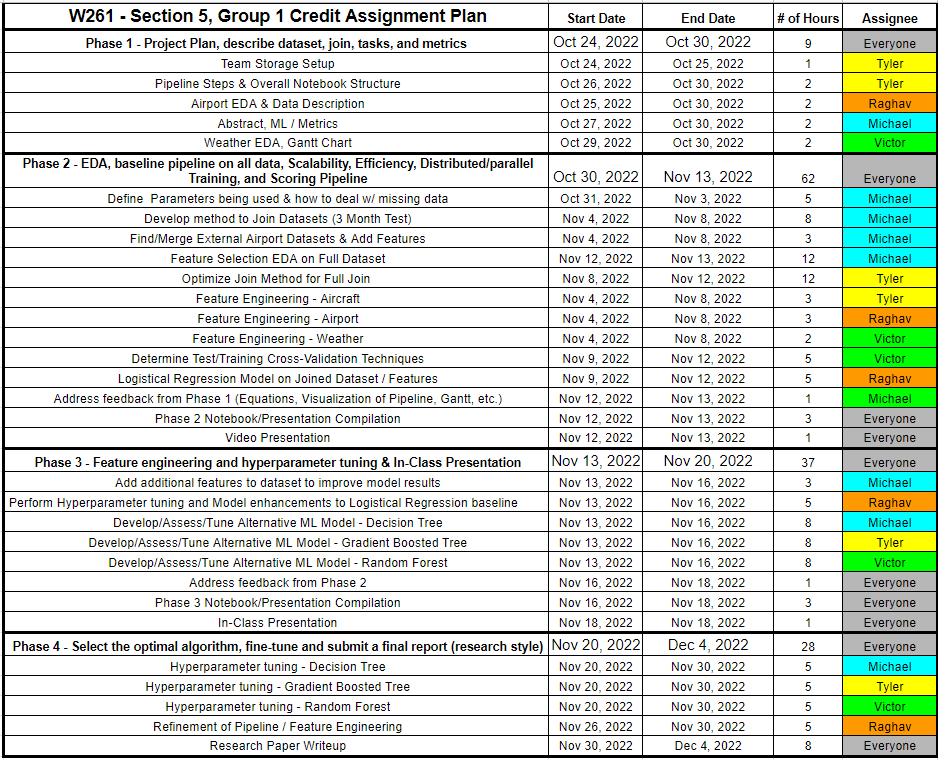 W261 - Section 5, Group 1 Credit Assignment Plan Start Date End Date # of Hours Assignee
Phase 1 - Project Plan, describe dataset, join, tasks, and metrics Oct 24, 2022 Oct 30, 2022 9 Everyone
Team Storage Setup Oct 24, 2022 Oct 25, 2022 1 Tyler
Pipeline Steps & Overall Notebook Structure Oct 26, 2022 Oct 30, 2022 2 Tyler
Airport EDA & Data Description Oct 25, 2022 Oct 30, 2022 2 Raghav
Abstract, ML / Metrics Oct 27, 2022 Oct 30, 2022 2 Michael
Weather EDA, Gantt Chart Oct 29, 2022 Oct 30, 2022 2 Victor
Phase 2 - EDA, baseline pipeline on all data, Scalability, Efficiency, Distributed/parallel
Training, and Scoring Pipeline Oct 30, 2022 Nov 13, 2022 62 Everyone
Define Parameters being used & how to deal w/ missing data Oct 31, 2022 Nov 3, 2022 5 Michael
Develop method to Join Datasets (3 Month Test) Nov 4, 2022 Nov 8, 2022 8 Michael
Find/Merge External Airport Datasets & Add Features Nov 4, 2022 Nov 8, 2022 3 Michael
Feature Selection EDA on Full Dataset Nov 12, 2022 Nov 13, 2022 12 Michael
Optimize Join Method for Full Join Nov 8, 2022 Nov 12, 2022 12 Tyler
Feature Engineering - Aircraft Nov 4, 2022 Nov 8, 2022 3 Tyler
Feature Engineering - Airport Nov 4, 2022 Nov 8, 2022 3 Raghav
Feature Engineering - Weather Nov 4, 2022 Nov 8, 2022 2 Victor
Determine Test/Training Cross-Validation Techniques Nov 9, 2022 Nov 12, 2022 5 Victor
Logistical Regression Model on Joined Dataset / Features Nov 9, 2022 Nov 12, 2022 5 Raghav
Address feedback from Phase 1 (Equations, Visualization of Pipeline, Gantt, etc.) Nov 12, 2022 Nov 13, 2022 1 Michael
Phase 2 Notebook/Presentation Compilation Nov 12, 2022 Nov 13, 2022 3 Everyone
Video Presentation Nov 12, 2022 Nov 13, 2022 1 Everyone
Phase 3 - Feature engineering and hyperparameter tuning & In-Class Presentation Nov 13, 2022 Nov 20, 2022 37 Everyone
Add additional features to dataset to improve model results Nov 13, 2022 Nov 16, 2022 3 Michael
Perform Hyperparameter tuning and Model enhancements to Logistical Regression baseline Nov 13, 2022 Nov 16, 2022 5 Raghav
Develop/Assess/Tune Alternative ML Model - Decision Tree Nov 13, 2022 Nov 16, 2022 8 Michael
Develop/Assess/Tune Alternative ML Model - Gradient Boosted Tree Nov 13, 2022 Nov 16, 2022 8 Tyler
Develop/Assess/Tune Alternative ML Model - Random Forest Nov 13, 2022 Nov 16, 2022 8 Victor
Address feedback from Phase 2 Nov 16, 2022 Nov 18, 2022 1 Everyone
Phase 3 Notebook/Presentation Compilation Nov 16, 2022 Nov 18, 2022 3 Everyone
In-Class Presentation Nov 18, 2022 Nov 18, 2022 1 Everyone
Phase 4 - Select the optimal algorithm, fine-tune and submit a final report (research style) Nov 20, 2022 Dec 4, 2022 28 Everyone
Hyperparameter tuning - Decision Tree Nov 20, 2022 Nov 30, 2022 5 Michael
Hyperparameter tuning - Gradient Boosted Tree Nov 20, 2022 Nov 30, 2022 5 Tyler
Hyperparameter tuning - Random Forest Nov 20, 2022 Nov 30, 2022 5 Victor
Refinement of Pipeline / Feature Engineering Nov 26, 2022 Nov 30, 2022 5 Raghav
Research Paper Writeup Nov 30, 2022 Dec 4, 2022 8 Everyone